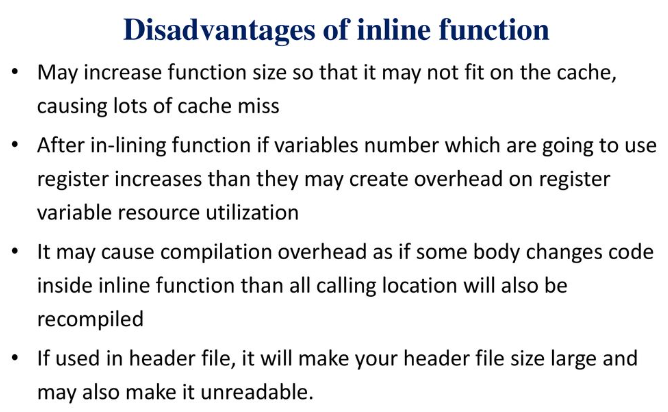 Disadvantages of inline function
• May increase function size so that it may not fit on the cache,
causing lots of cache miss
• After in-lining function if variables number which are going to use
register increases than they may create overhead on register
variable resource utilization
• It may cause compilation overhead as if some body changes code
inside inline function than all calling location will also be
recompiled
• If used in header file, it will make your header file size large and
may also make it unreadable.